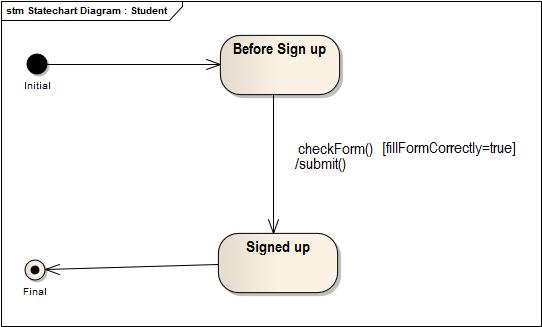 stm Statechart Diagram : Student
Before Sign up
Initial
checkForm() [fillFormCorrectly=true]
/submit()
Signed up
Final